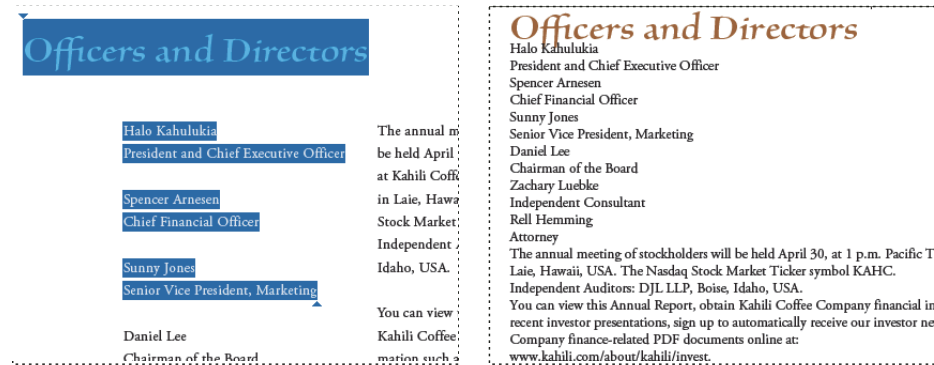 Officers and Directors
Halo Kahulukia
President and Chief Executive Officer
Spencer Arnesen
Chief Financial Officer
Sunny Jones
Senior Vice President, Marketing
Daniel Lee
Chairman of the Board
The annual
be held April
at Kahili
in Laie,
Stock Market
Independent
Idaho, USA.
You can view
Kahili Coffee
such
Officers and Directors
Halo Kahulukia
President and Chief Executive Officer
Spencer Arnesen
Chief Financial Officer
Sunny Jones
Senior Vice President, Marketing
Daniel Lee
Chairman of the Board
Zachary Luebke
Independent Consultant
Rell Hemming
Attorney
The annual meeting of stockholders will be held April 30, at 1 p.m. Pacific
Laie, Hawaii, USA. The Nasdaq Stock Market Ticker symbol KAHC.
Independent Auditors: DJL LLP, Boise, Idaho, USA.
You can view this Annual Report, obtain Kahili Coffee Company financial
recent investor presentations, sign up to automatically receive our investor
Company finance-related PDF documents online at:
www.kahili.com/about/kahili/invest.